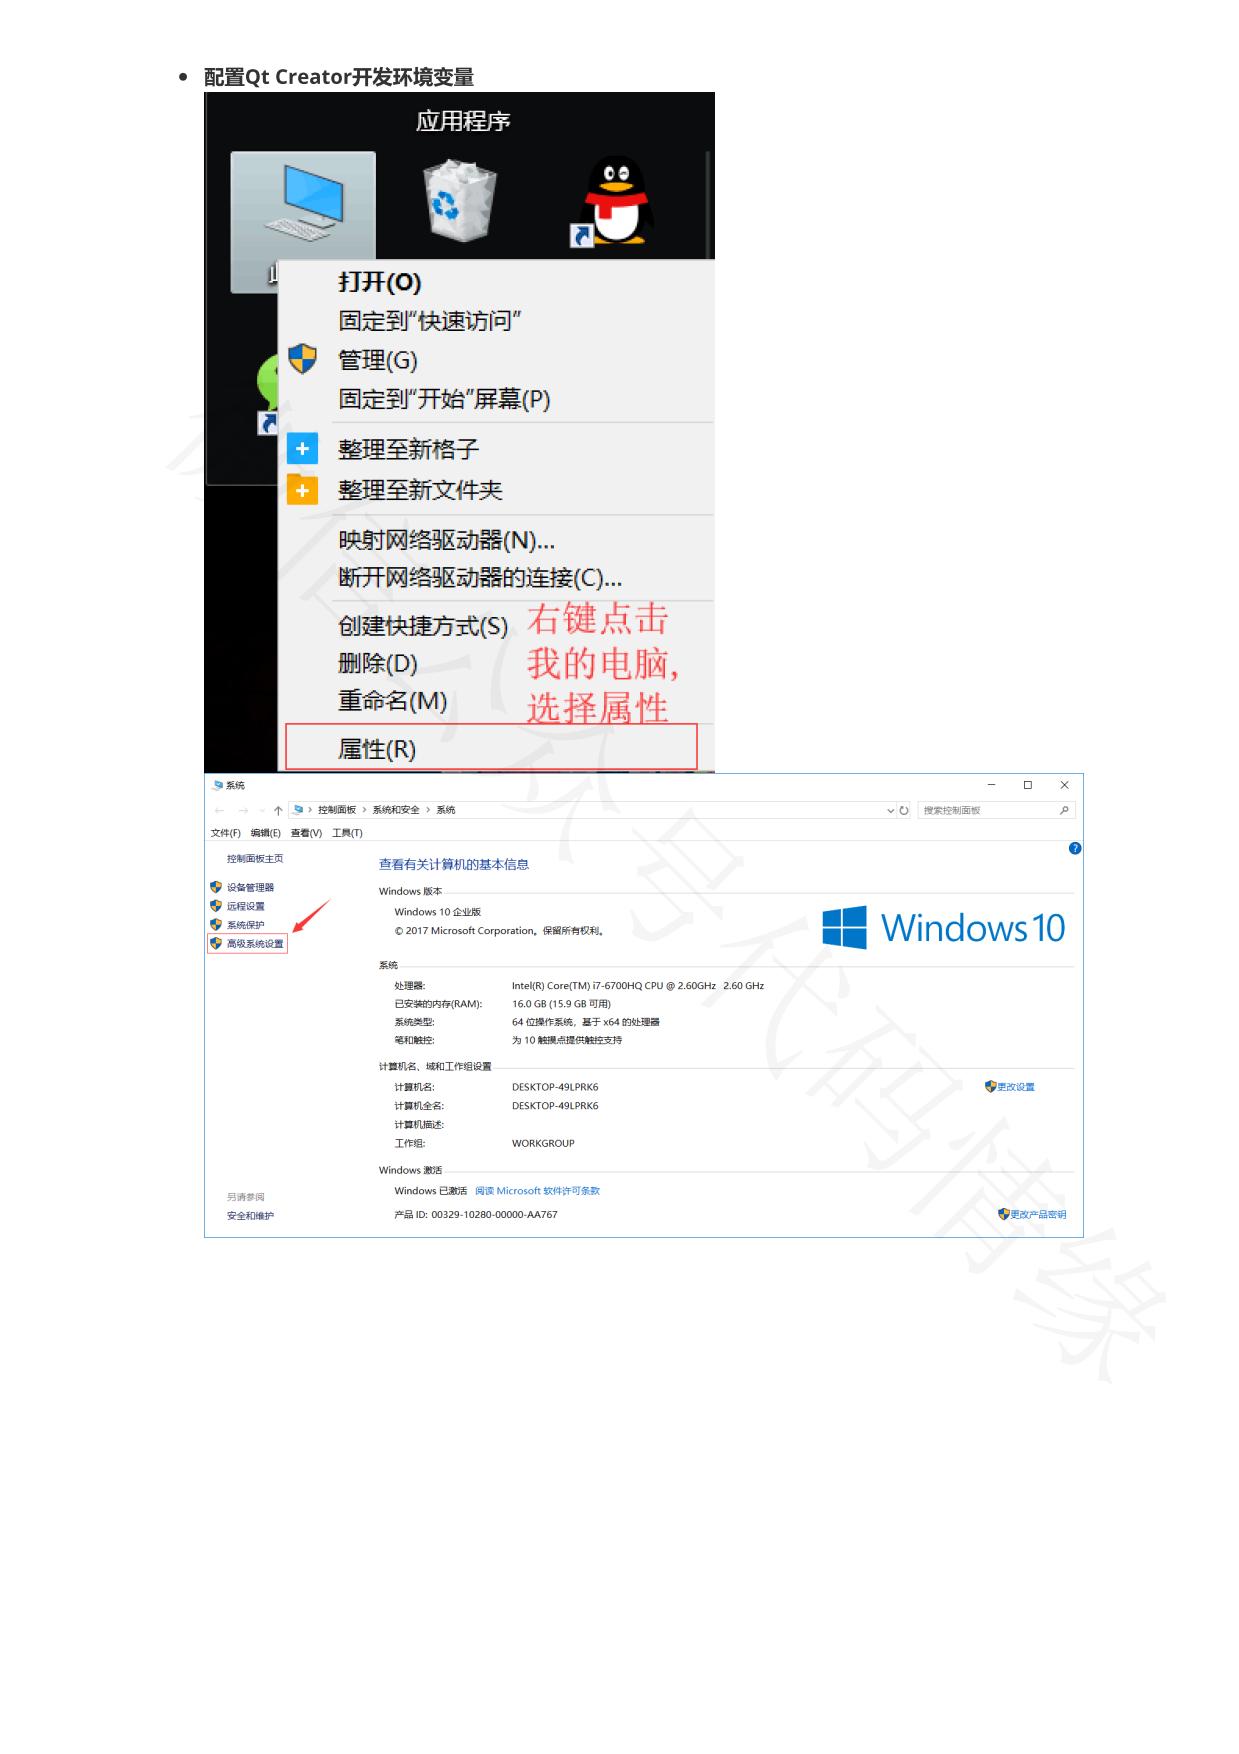 配置Qt Creator开发环境变量
应用程序
打开(O)
固定到“快速访问”
管理(G)
固定到“开始”屏幕(P)
整理至新格子
整理至新文件夹
映射网络驱动器(N)...
断开网络驱动器的连接(C)...
创建快捷方式(S)
删除(D)
重命名(M)
右键点击
我的电脑,
选择属性
属性(R)
系统
控制面板 > 系统和安全 > 系统
搜索控制面板
文件(F) 编辑(E) 查看(V) 工具(T)
控制面板主页
设备管理器
远程设置
系统保护
高级系统设置
查看有关计算机的基本信息
Windows 版本
Windows 10 企业版
© 2017 Microsoft Corporation。保留所有权利。
Windows 10
系统
处理器: Intel(R) Core(TM) i7-6700HQ CPU @ 2.60GHz 2.60 GHz
已安装的内存(RAM): 16.0 GB (15.9 GB 可用)
系统类型: 64 位操作系统，基于 x64 的处理器
笔和触控: 为 10 触摸点提供触控支持
计算机名、域和工作组设置
计算机名: DESKTOP-49LPRK6
更改设置
计算机全名: DESKTOP-49LPRK6
计算机描述:
工作组: WORKGROUP
Windows 激活
Windows 已激活 阅读 Microsoft 软件许可条款
产品 ID: 00329-10280-00000-AA767
更改产品密钥
另请参阅
安全和维护
微信公众号代码情缘